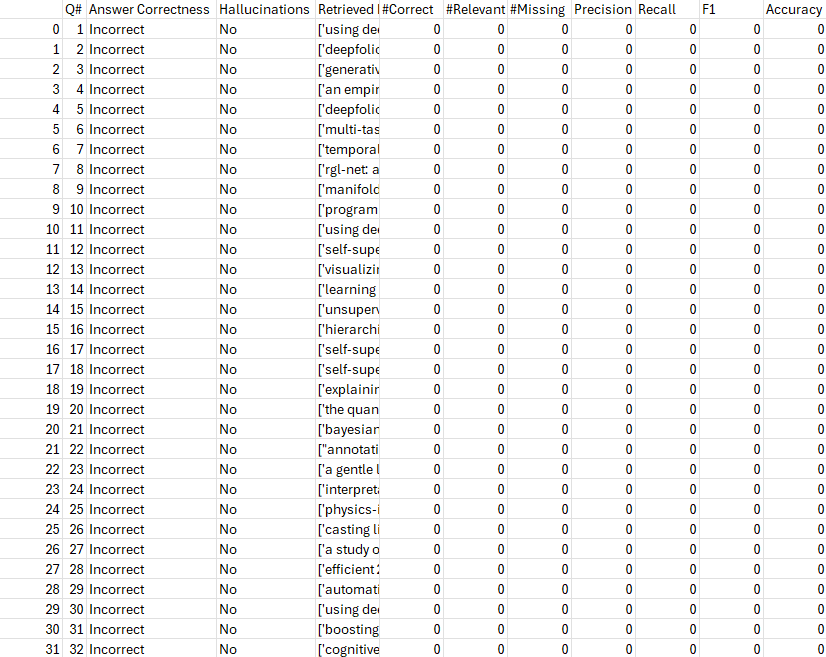 Q# Answer Correctness Hallucinations Retrieved #Correct #Relevant #Missing Precision Recall F1 Accuracy
0 1 Incorrect No ['using de 0 0 0 0 0 0 0
1 2 Incorrect No ['deepfolio 0 0 0 0 0 0 0
2 3 Incorrect No ['generativ 0 0 0 0 0 0 0
3 4 Incorrect No ['an empir 0 0 0 0 0 0 0
4 5 Incorrect No ['deepfolio 0 0 0 0 0 0 0
5 6 Incorrect No ['multi-tas 0 0 0 0 0 0 0
6 7 Incorrect No ['temporal 0 0 0 0 0 0 0
7 8 Incorrect No ['rgl-net: a 0 0 0 0 0 0 0
8 9 Incorrect No ['manifold 0 0 0 0 0 0 0
9 10 Incorrect No ['program 0 0 0 0 0 0 0
10 11 Incorrect No ['using de 0 0 0 0 0 0 0
11 12 Incorrect No ['self-supe 0 0 0 0 0 0 0
12 13 Incorrect No ['visualizin 0 0 0 0 0 0 0
13 14 Incorrect No ['learning 0 0 0 0 0 0 0
14 15 Incorrect No ['unsuperv 0 0 0 0 0 0 0
15 16 Incorrect No ['hierarchi 0 0 0 0 0 0 0
16 17 Incorrect No ['self-supe 0 0 0 0 0 0 0
17 18 Incorrect No ['self-supe 0 0 0 0 0 0 0
18 19 Incorrect No ['explainin 0 0 0 0 0 0 0
19 20 Incorrect No ['the quan 0 0 0 0 0 0 0
20 21 Incorrect No ['bayesian 0 0 0 0 0 0 0
21 22 Incorrect No ["annotati 0 0 0 0 0 0 0
22 23 Incorrect No ['a gentle 0 0 0 0 0 0 0
23 24 Incorrect No ['interpreta 0 0 0 0 0 0 0
24 25 Incorrect No ['physics-i 0 0 0 0 0 0 0
25 26 Incorrect No ['casting li 0 0 0 0 0 0 0
26 27 Incorrect No ['a study o 0 0 0 0 0 0 0
27 28 Incorrect No ['efficient 0 0 0 0 0 0 0
28 29 Incorrect No ['automati 0 0 0 0 0 0 0
29 30 Incorrect No ['using de 0 0 0 0 0 0 0
30 31 Incorrect No ['boosting 0 0 0 0 0 0 0
31 32 Incorrect No ['cognitive 0 0 0 0 0 0 0